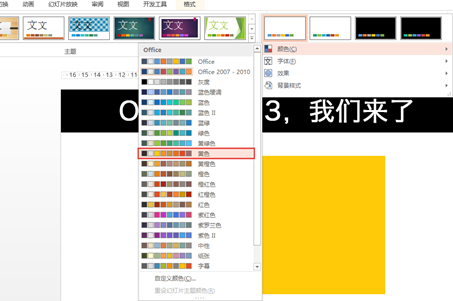 切换 动画 幻灯片放映 审阅 视图 开发工具 格式
文文 文文 文文 文文 文文 文文
主题
颜色(C)
字体(F)
效果
背景样式
16 15 14 13 12 11
Office
Office
Office 2007 - 2010
灰度
蓝色暖调
蓝色
蓝色 II
蓝绿
绿色
黄绿色
黄色
黄橙色
橙色
橙红色
红橙色
红色
紫红色
紫罗兰色
紫色 II
中性
纸张
字幕
自定义颜色(C)...
重设幻灯片主题颜色(R)
O
3，我们来了